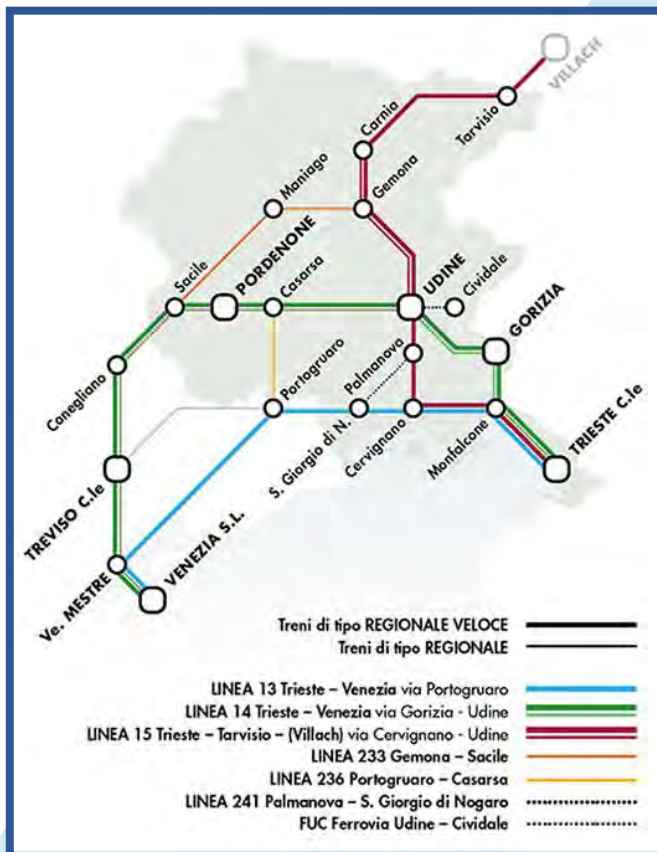 VILLACH
Tarvisio
Carnia
Gemona
Maniago
PORDENONE
Sacile
Casarsa
UDINE
Cividale
GORIZIA
Conegliano
Portogruaro
Palmanova
S. Giorgio di N.
Cervignano
Monfalcone
TRIESTE C.le
TREVISO C.le
VENEZIA S.L.
Ve. MESTRE
Treni di tipo REGIONALE VELOCE
Treni di tipo REGIONALE
LINEA 13 Trieste – Venezia via Portogruaro
LINEA 14 Trieste – Venezia via Gorizia - Udine
LINEA 15 Trieste – Tarvisio – (Villach) via Cervignano - Udine
LINEA 233 Gemona – Sacile
LINEA 236 Portogruaro – Casarsa
LINEA 241 Palmanova – S. Giorgio di Nogaro
FUC Ferrovia Udine – Cividale